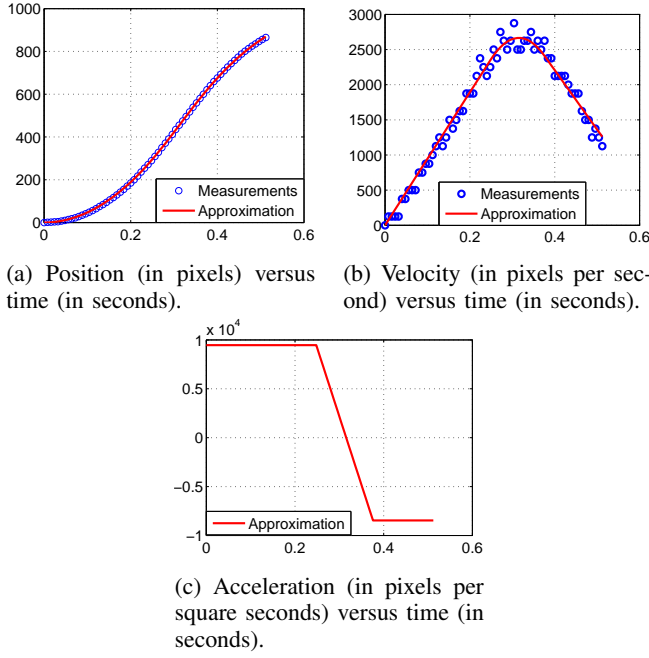 1000
800
600
400
200
0
0 0.2 0.4 0.6
Measurements
Approximation
(a) Position (in pixels) versus
time (in seconds).
3000
2500
2000
1500
1000
500
0
0 0.2 0.4 0.6
Measurements
Approximation
(b) Velocity (in pixels per sec-
ond) versus time (in seconds).
x 10^4
1
0.5
0
−0.5
−1
0 0.2 0.4 0.6
Approximation
(c) Acceleration (in pixels per
square seconds) versus time (in
seconds).